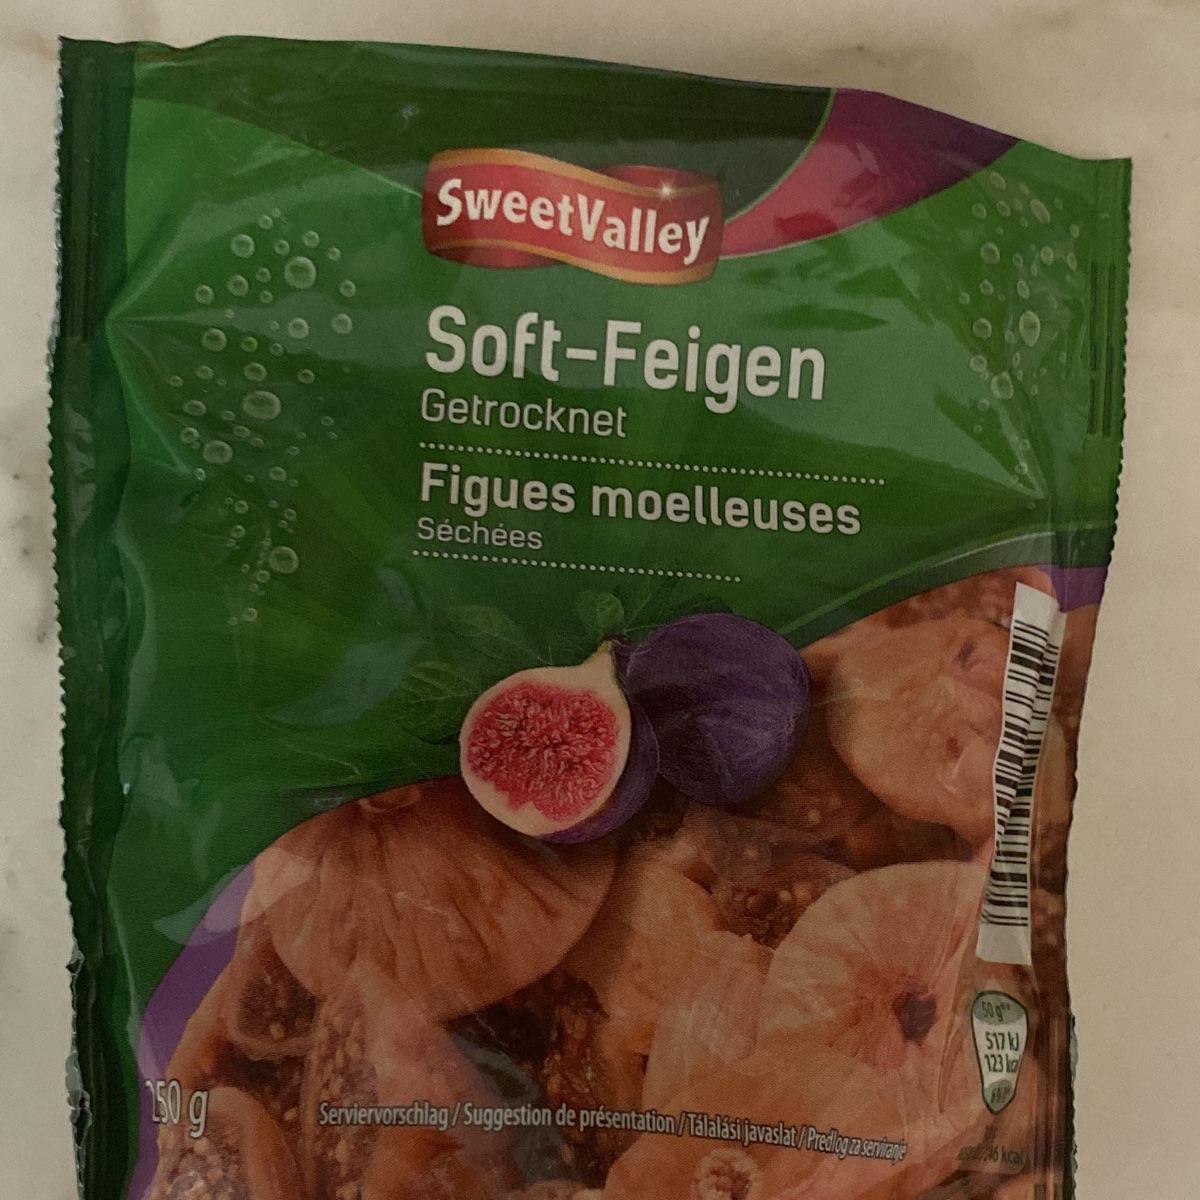 SweetValley
Soft-Feigen
Getrocknet
Figues moelleuses
Séchées
50 g**
517 kJ
123 kcal
250 g
Serviervorschlag / Suggestion de présentation / Tálalási javaslat / Predlog za serviranje